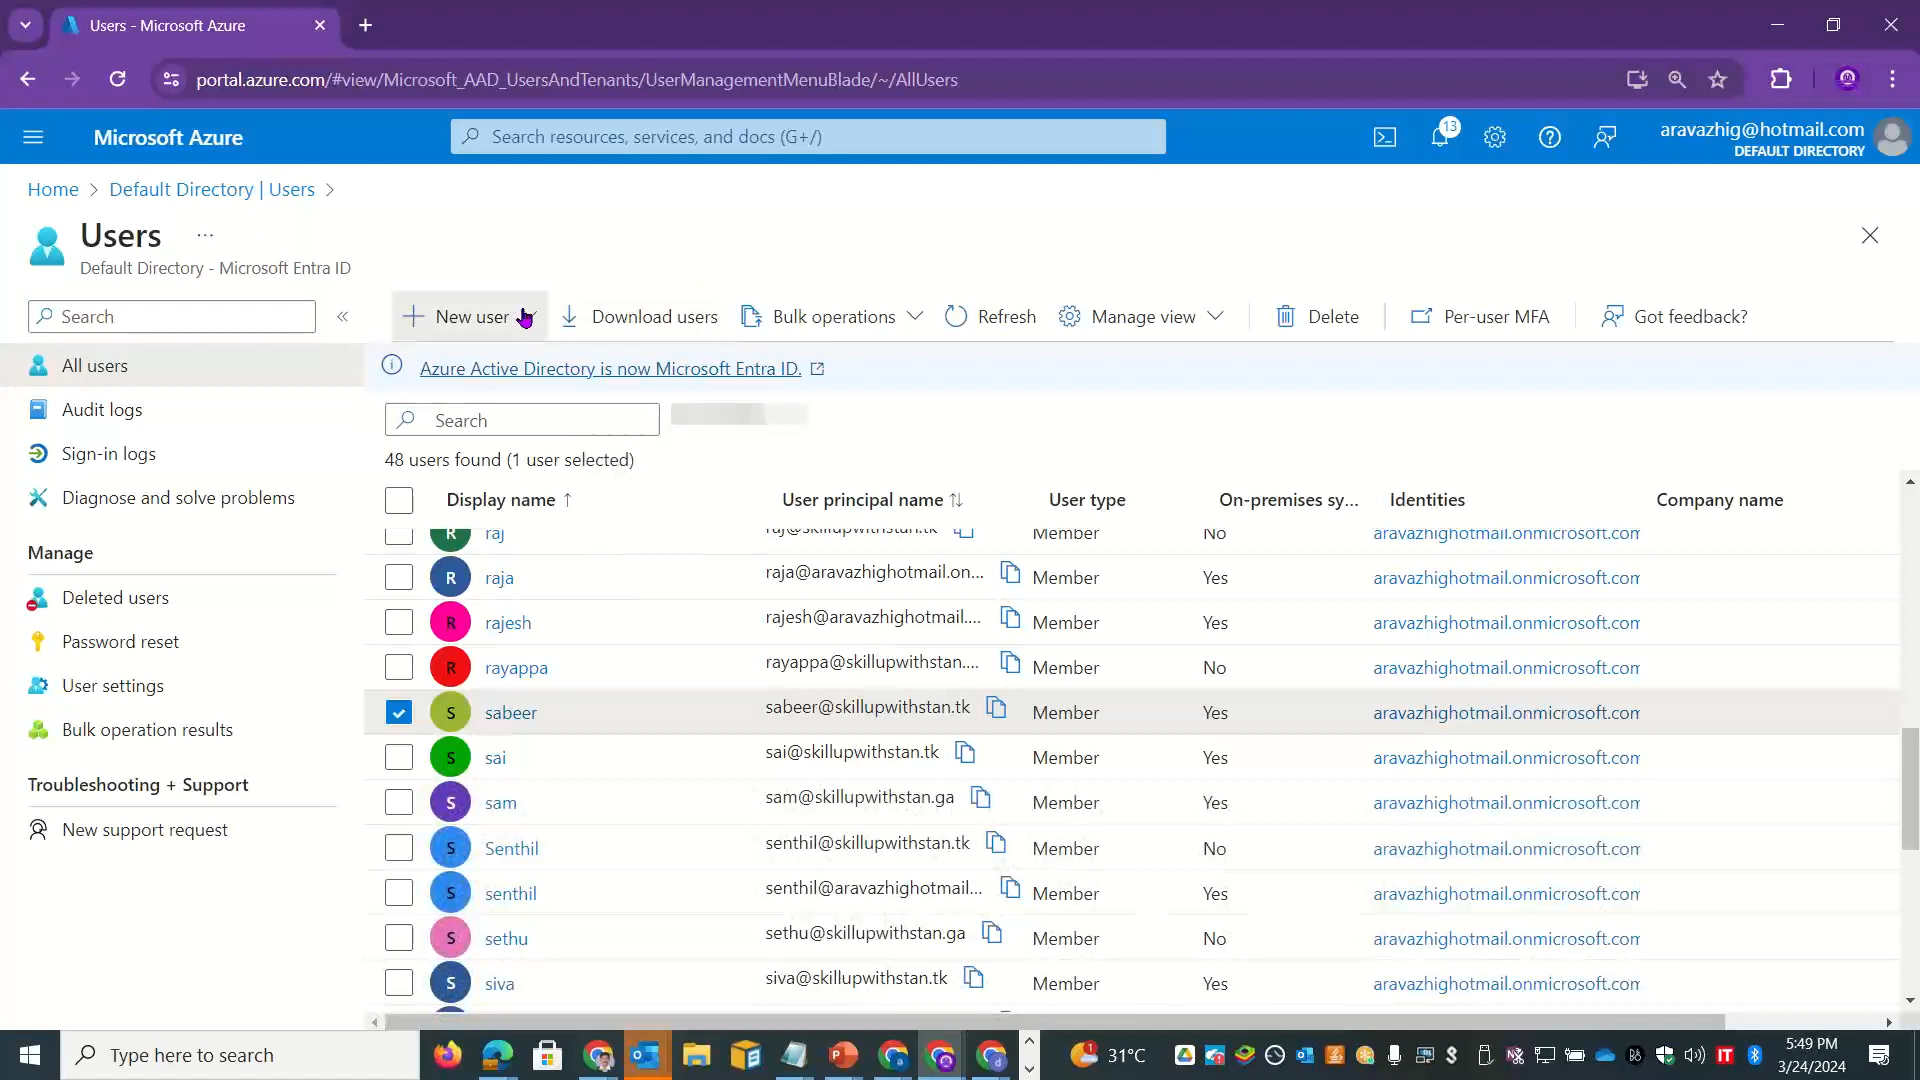 Users - Microsoft Azure
portal.azure.com/#view/Microsoft_AAD_UsersAndTenants/UserManagementMenuBlade/~/AllUsers
Microsoft Azure
Search resources, services, and docs (G+/)
13
aravazhig@hotmail.com
DEFAULT DIRECTORY
Home > Default Directory | Users >
Users ...
Default Directory - Microsoft Entra ID
Search
New user
Download users
Bulk operations
Refresh
Manage view
Delete
Per-user MFA
Got feedback?
All users
Audit logs
Sign-in logs
Diagnose and solve problems
Manage
Deleted users
Password reset
User settings
Bulk operation results
Troubleshooting + Support
New support request
Azure Active Directory is now Microsoft Entra ID.
Search
48 users found (1 user selected)
Display name ↑ User principal name ↑↓ User type On-premises sy... Identities Company name
R raj raj@skillupwithstan.tk Member No aravazhighotmail.onmicrosoft.com
R raja raja@aravazhighotmail.on... Member Yes aravazhighotmail.onmicrosoft.com
R rajesh rajesh@aravazhighotmail.... Member Yes aravazhighotmail.onmicrosoft.com
R rayappa rayappa@skillupwithstan.... Member No aravazhighotmail.onmicrosoft.com
S sabeer sabeer@skillupwithstan.tk Member Yes aravazhighotmail.onmicrosoft.com
S sai sai@skillupwithstan.tk Member Yes aravazhighotmail.onmicrosoft.com
S sam sam@skillupwithstan.ga Member Yes aravazhighotmail.onmicrosoft.com
S Senthil senthil@skillupwithstan.tk Member No aravazhighotmail.onmicrosoft.com
S senthil senthil@aravazhighotmail... Member Yes aravazhighotmail.onmicrosoft.com
S sethu sethu@skillupwithstan.ga Member No aravazhighotmail.onmicrosoft.com
S siva siva@skillupwithstan.tk Member Yes aravazhighotmail.onmicrosoft.com
Type here to search
31°C
5:49 PM
3/24/2024